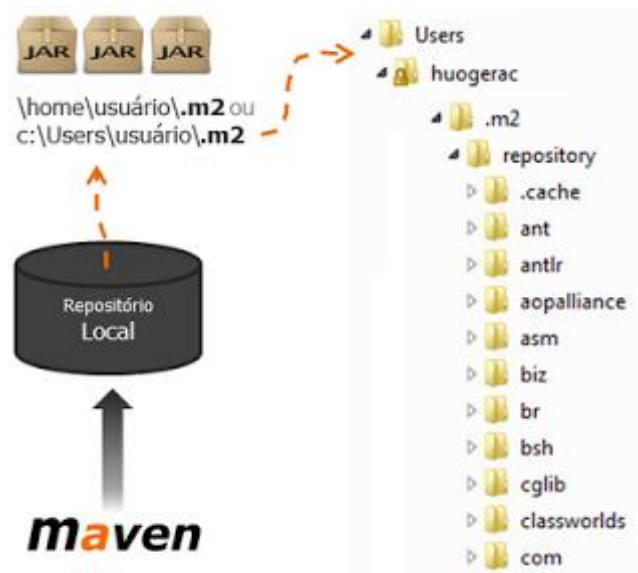 JAR JAR JAR
\home\usuário\.m2 ou
c:\Users\usuário\.m2
Repositório
Local
maven
Users
huogerac
.m2
repository
.cache
ant
antlr
aopalliance
asm
biz
br
bsh
cglib
classworlds
com